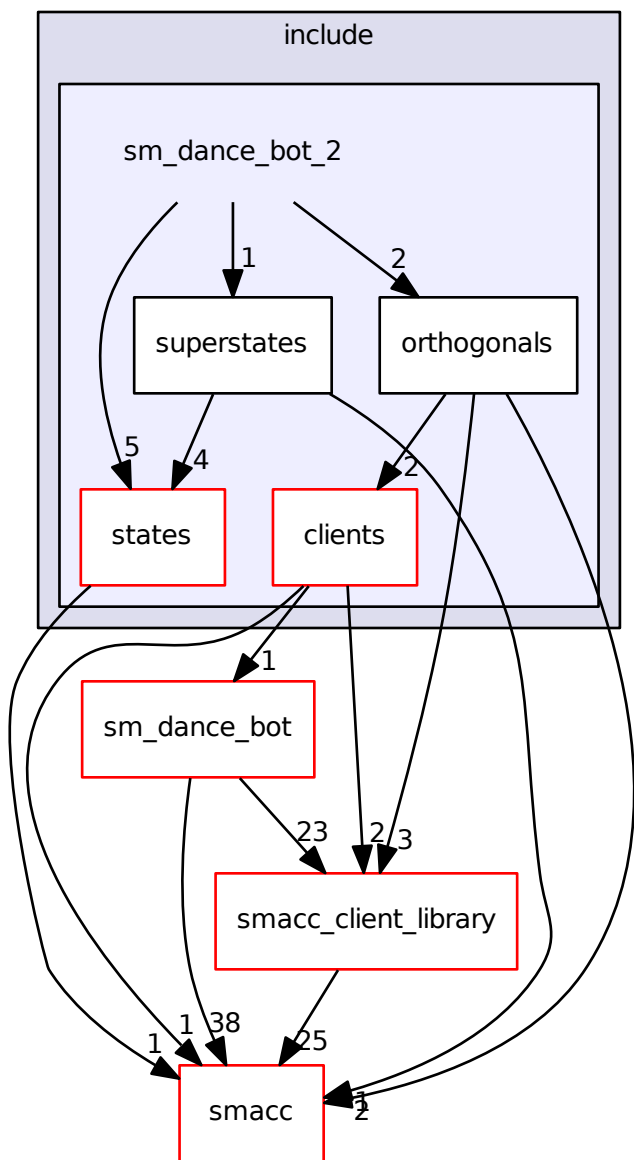 include
sm_dance_bot_2
1
2
superstates
orthogonals
5
4
2
states
clients
1
sm_dance_bot
23
2
3
smacc_client_library
38
25
1
1
1
2
smacc